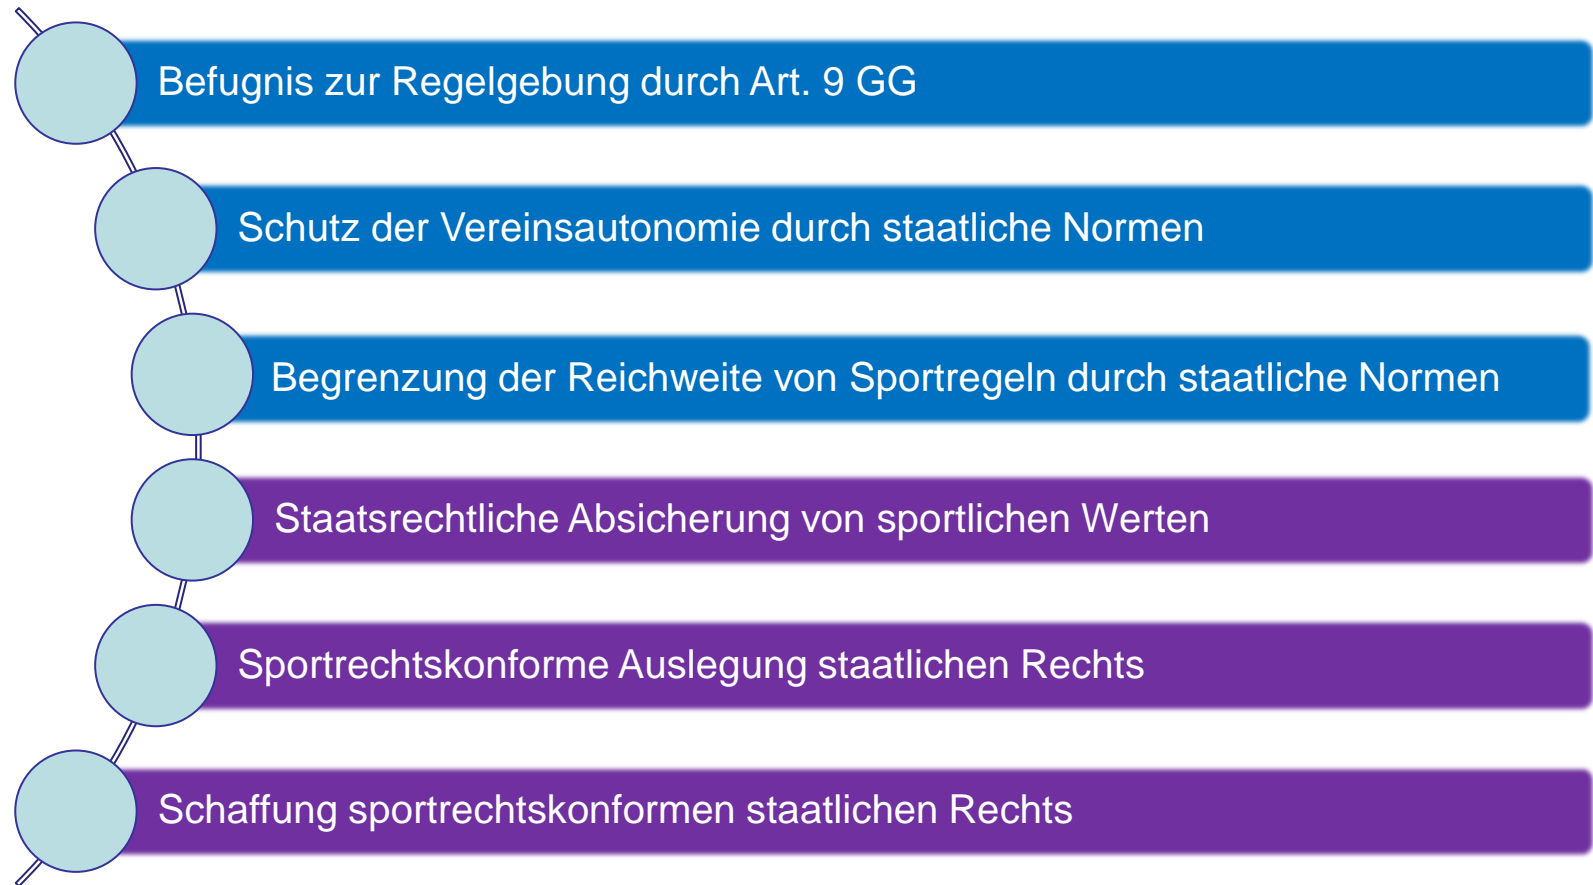 Befugnis zur Regelgebung durch Art. 9 GG
Schutz der Vereinsautonomie durch staatliche Normen
Begrenzung der Reichweite von Sportregeln durch staatliche Normen
Staatsrechtliche Absicherung von sportlichen Werten
Sportrechtskonforme Auslegung staatlichen Rechts
Schaffung sportrechtskonformen staatlichen Rechts